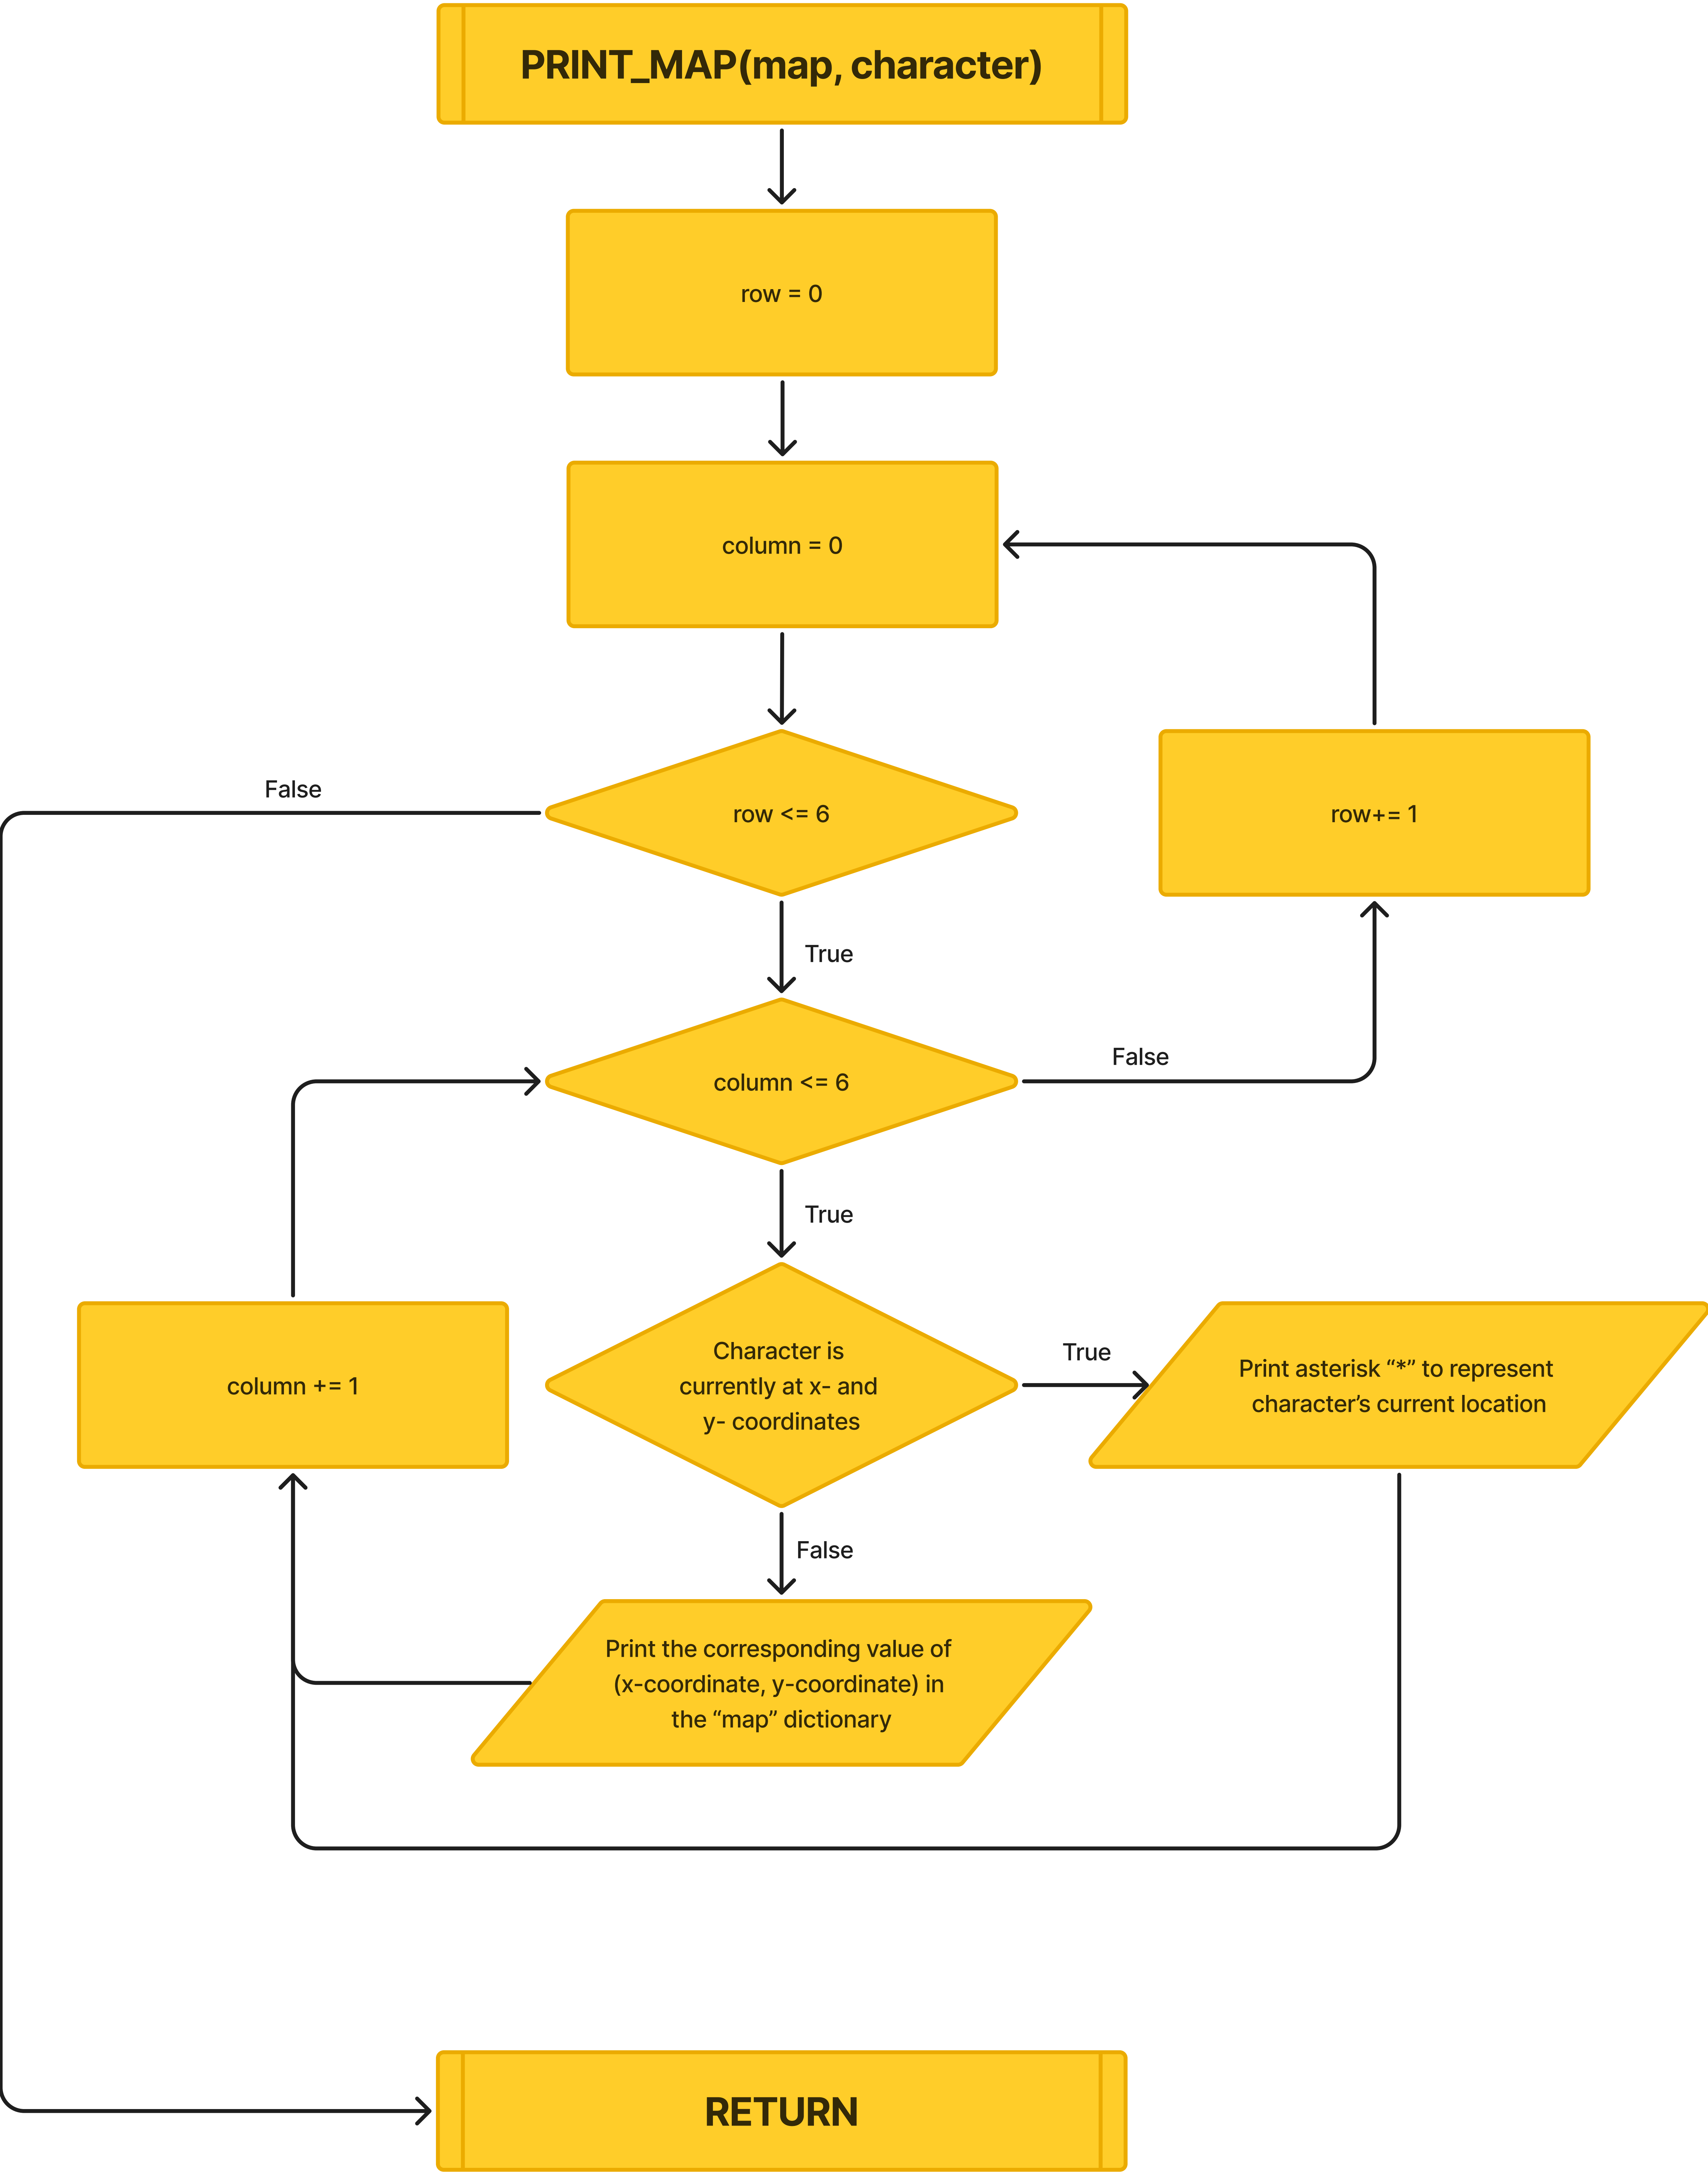 PRINT_MAP(map, character)
row = 0
column = 0
False
row <= 6
row+= 1
True
column <= 6
False
True
Character is
currently at x- and
y- coordinates
True
Print asterisk “*” to represent
character’s current location
column += 1
False
Print the corresponding value of
(x-coordinate, y-coordinate) in
the “map” dictionary
RETURN